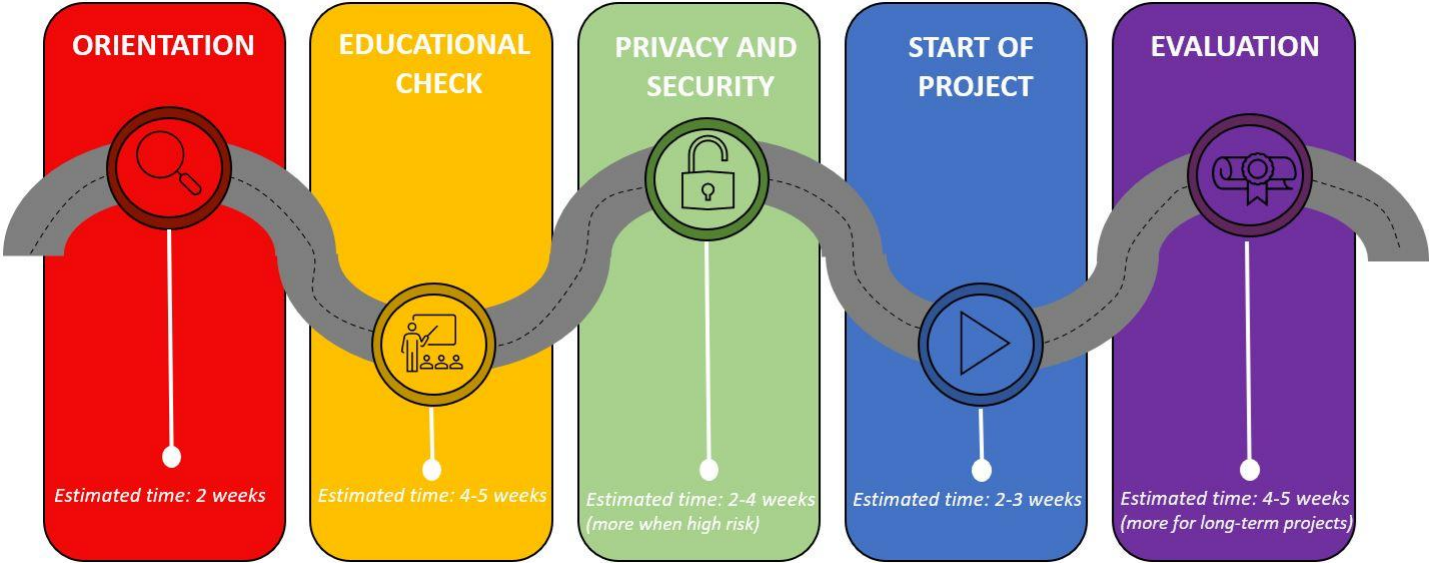 ORIENTATION
Estimated time: 2 weeks
EDUCATIONAL
CHECK
Estimated time: 4-5 weeks
PRIVACY AND
SECURITY
Estimated time: 2-4 weeks
(more when high risk)
START OF
PROJECT
Estimated time: 2-3 weeks
EVALUATION
Estimated time: 4-5 weeks
(more for long-term projects)